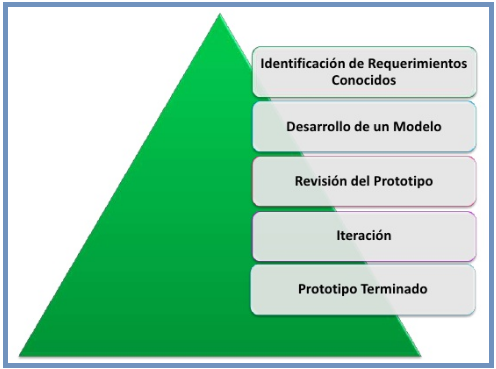 Identificación de Requerimientos
Conocidos
Desarrollo de un Modelo
Revisión del Prototipo
Iteración
Prototipo Terminado